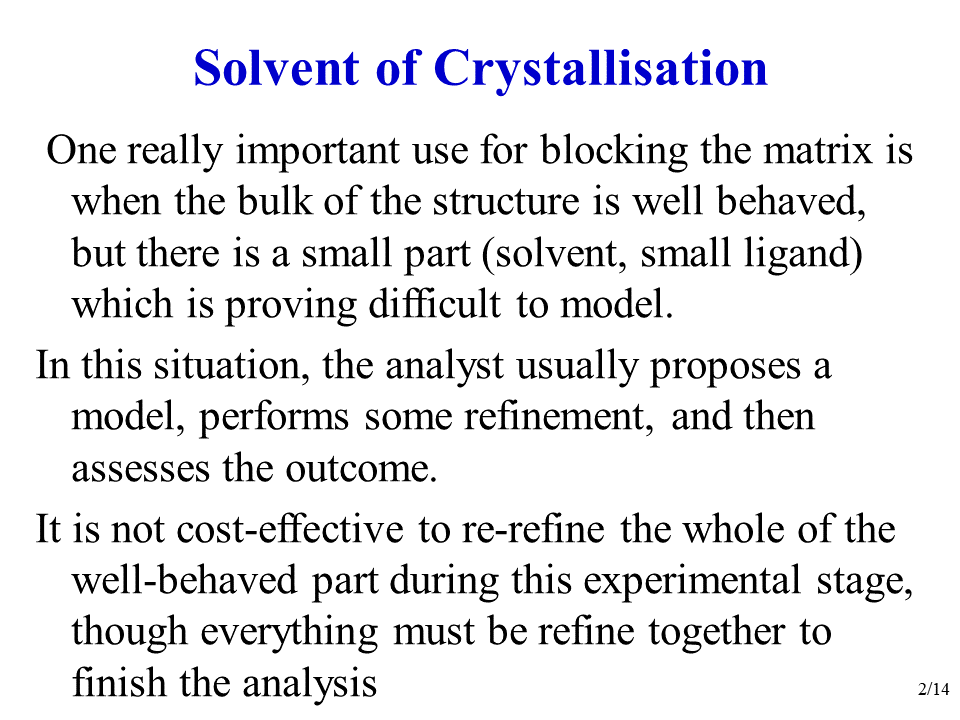 Solvent of Crystallisation
One really important use for blocking the matrix is
when the bulk of the structure is well behaved,
but there is a small part (solvent, small ligand)
which is proving difficult to model.
In this situation, the analyst usually proposes a
model, performs some refinement, and then
assesses the outcome.
It is not cost-effective to re-refine the whole of the
well-behaved part during this experimental stage,
though everything must be refine together to
finish the analysis
2/14